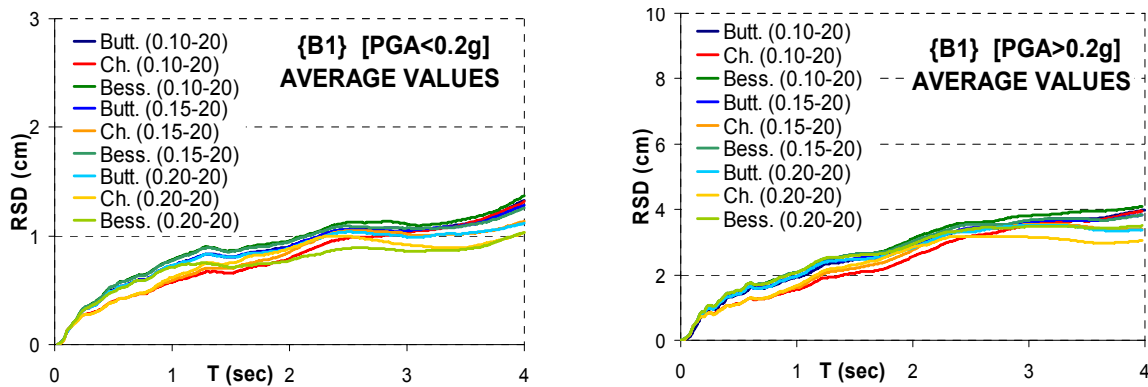 3
2
1
0
RSD (cm)
Butt. (0.10-20)
Ch. (0.10-20)
Bess. (0.10-20)
Butt. (0.15-20)
Ch. (0.15-20)
Bess. (0.15-20)
Butt. (0.20-20)
Ch. (0.20-20)
Bess. (0.20-20)
{B1} [PGA<0.2g]
AVERAGE VALUES
0 1 2 3 4
T (sec)
10
8
6
4
2
0
RSD (cm)
Butt. (0.10-20)
Ch. (0.10-20)
Bess. (0.10-20)
Butt. (0.15-20)
Ch. (0.15-20)
Bess. (0.15-20)
Butt. (0.20-20)
Ch. (0.20-20)
Bess. (0.20-20)
{B1} [PGA>0.2g]
AVERAGE VALUES
0 1 2 3 4
T (sec)